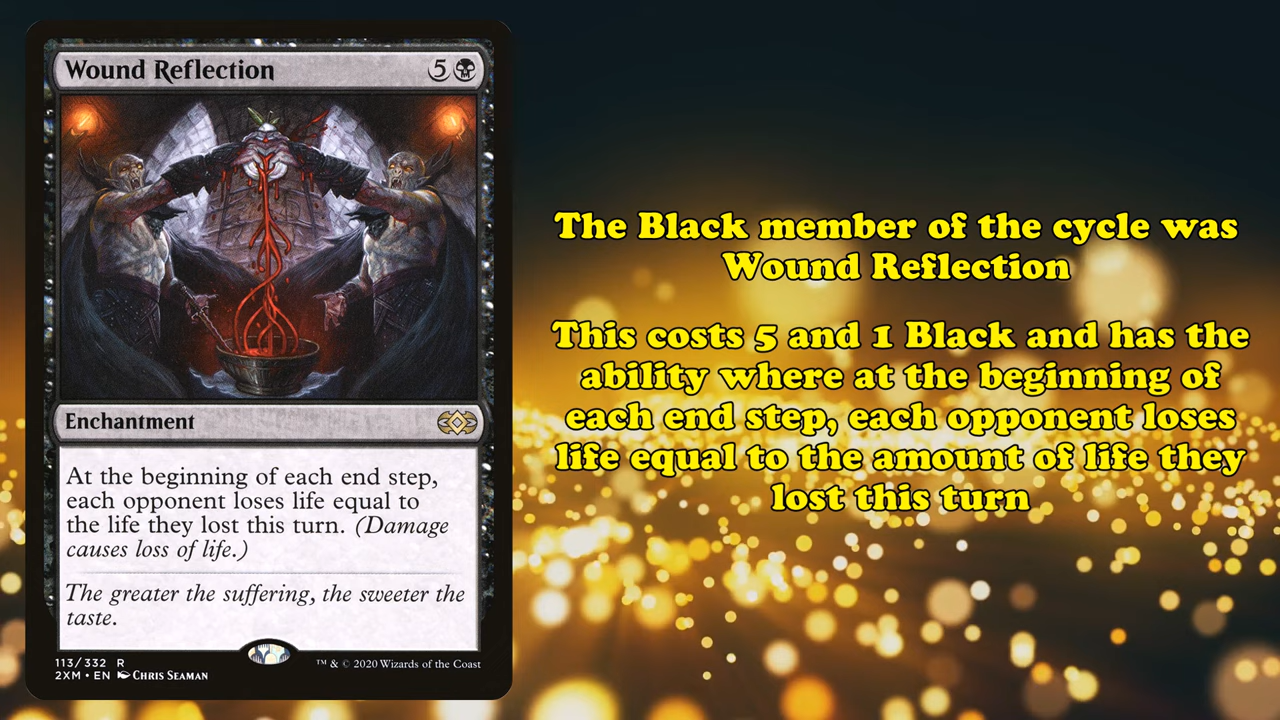 Wound Reflection
5
Enchantment
At the beginning of each end step,
each opponent loses life equal to
the life they lost this turn. (Damage
causes loss of life.)
The greater the suffering, the sweeter the
taste.
113/332 R
2XM • EN Chris Seaman
™ & © 2020 Wizards of the Coast
The Black member of the cycle was
Wound Reflection
This costs 5 and 1 Black and has the
ability where at the beginning of
each end step, each opponent loses
life equal to the amount of life they
lost this turn